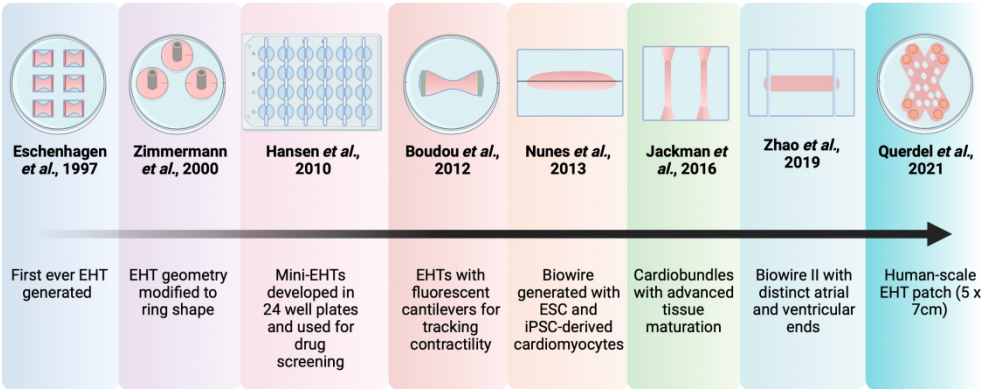 Eschenhagen
et al., 1997
Zimmermann
et al., 2000
Hansen et al.,
2010
Boudou et al.,
2012
Nunes et al.,
2013
Jackman et
al., 2016
Zhao et al.,
2019
Querdel et al.,
2021
First ever EHT
generated
EHT geometry
modified to
ring shape
Mini-EHTs
developed in
24 well plates
and used for
drug
screening
EHTs with
fluorescent
cantilevers for
tracking
contractility
Biowire
generated with
ESC and
iPSC-derived
cardiomyocytes
Cardiobundles
with advanced
tissue
maturation
Biowire II with
distinct atrial
and ventricular
ends
Human-scale
EHT patch (5 x
7cm)